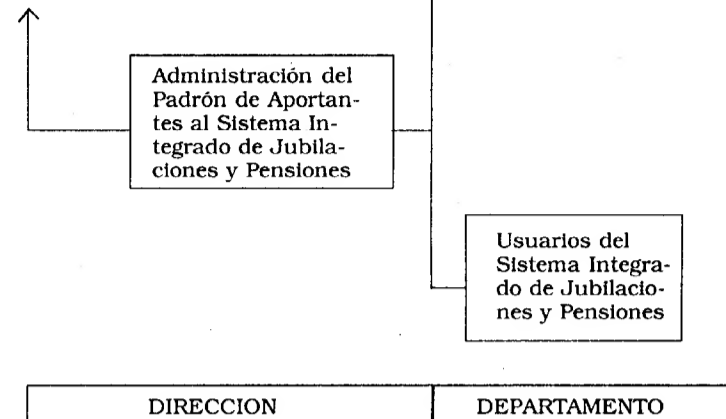 Administración del
Padrón de Aportan-
tes al Sistema In-
tegrado de Jubila-
ciones y Pensiones
Usuarios del
Sistema Integra-
do de Jubilacio-
nes y Pensiones
DIRECCION
DEPARTAMENTO